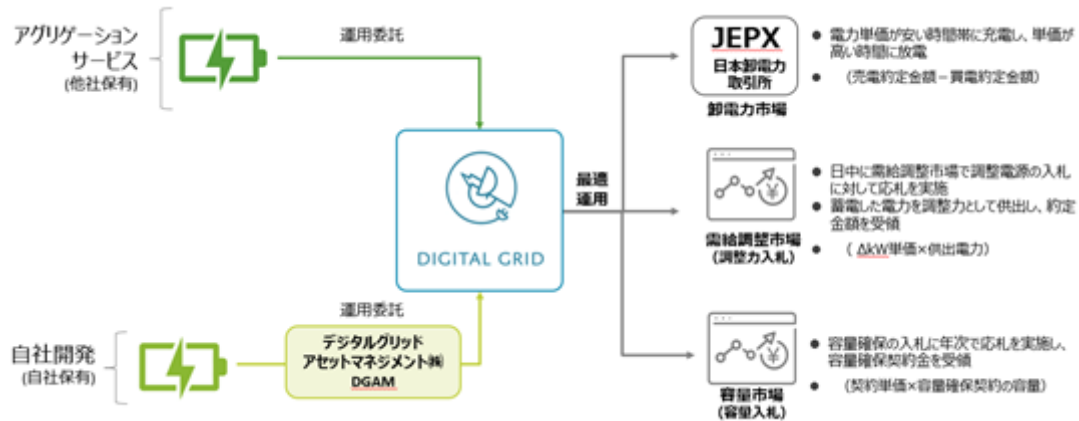 アグリゲーション
サービス
(他社保有)
運用委託
DIGITAL GRID
運用委託
自社開発
(自社保有)
デジタルグリッド
アセットマネジメント㈱
DGAM
最適
運用
JEPX
日本卸電力
取引所
卸電力市場
● 電力単価が安い時間帯に充電し、単価が
高い時間に放電
● (売電約定金額－買電約定金額)
¥
需給調整市場
(調整力入札)
● 日中に需給調整市場で調整電源の入札
に対して応札を実施
● 蓄電した電力を調整力として供出し、約定
金額を受領
● ( ΔkW単価×供出電力)
¥
容量市場
(容量入札)
● 容量確保の入札に年次で応札を実施し、
容量確保契約金を受領
● (契約単価×容量確保契約の容量)